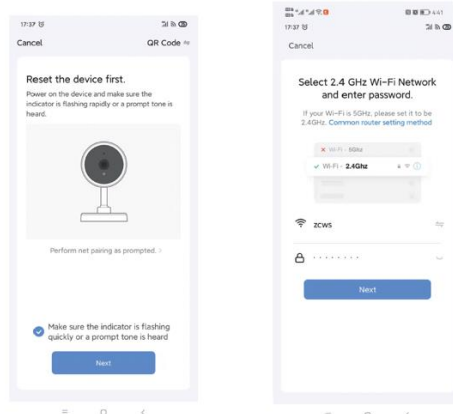 17:37
Cancel
QR Code
Reset the device first.
Power on the device and make sure the
indicator is flashing rapidly or a prompt tone is
heard.
Perform net pairing as prompted. >
Make sure the indicator is flashing
quickly or a prompt tone is heard
Next
17:37
4:41
Cancel
Select 2.4 GHz Wi-Fi Network
and enter password.
If your Wi-Fi is 5GHz, please set it to be
2.4GHz. Common router setting method
Wi-Fi - 5Ghz
Wi-Fi - 2.4Ghz
zcws
Next